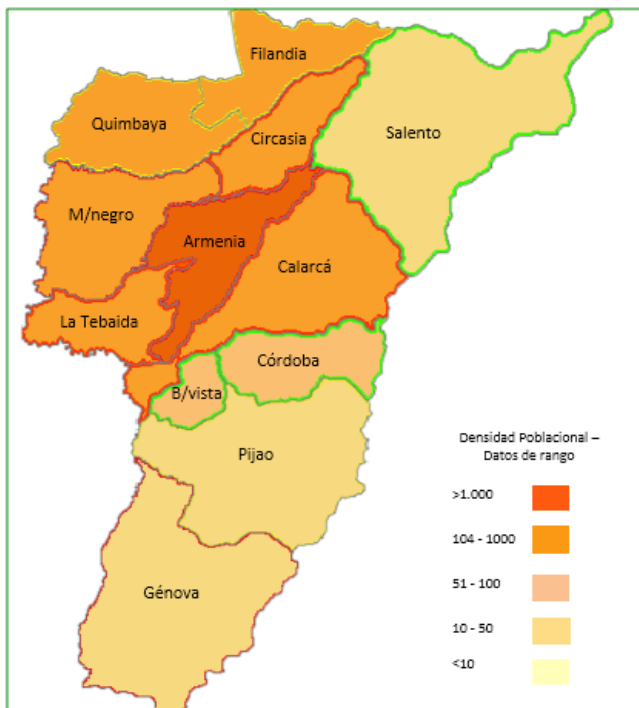 Filandia
Quimbaya
Circasia
Salento
M/negro
Armenia
Calarcá
La Tebaida
Córdoba
B/vista
Pijao
Génova
Densidad Poblacional –
Datos de rango
>1.000
104 - 1000
51 - 100
10 - 50
<10